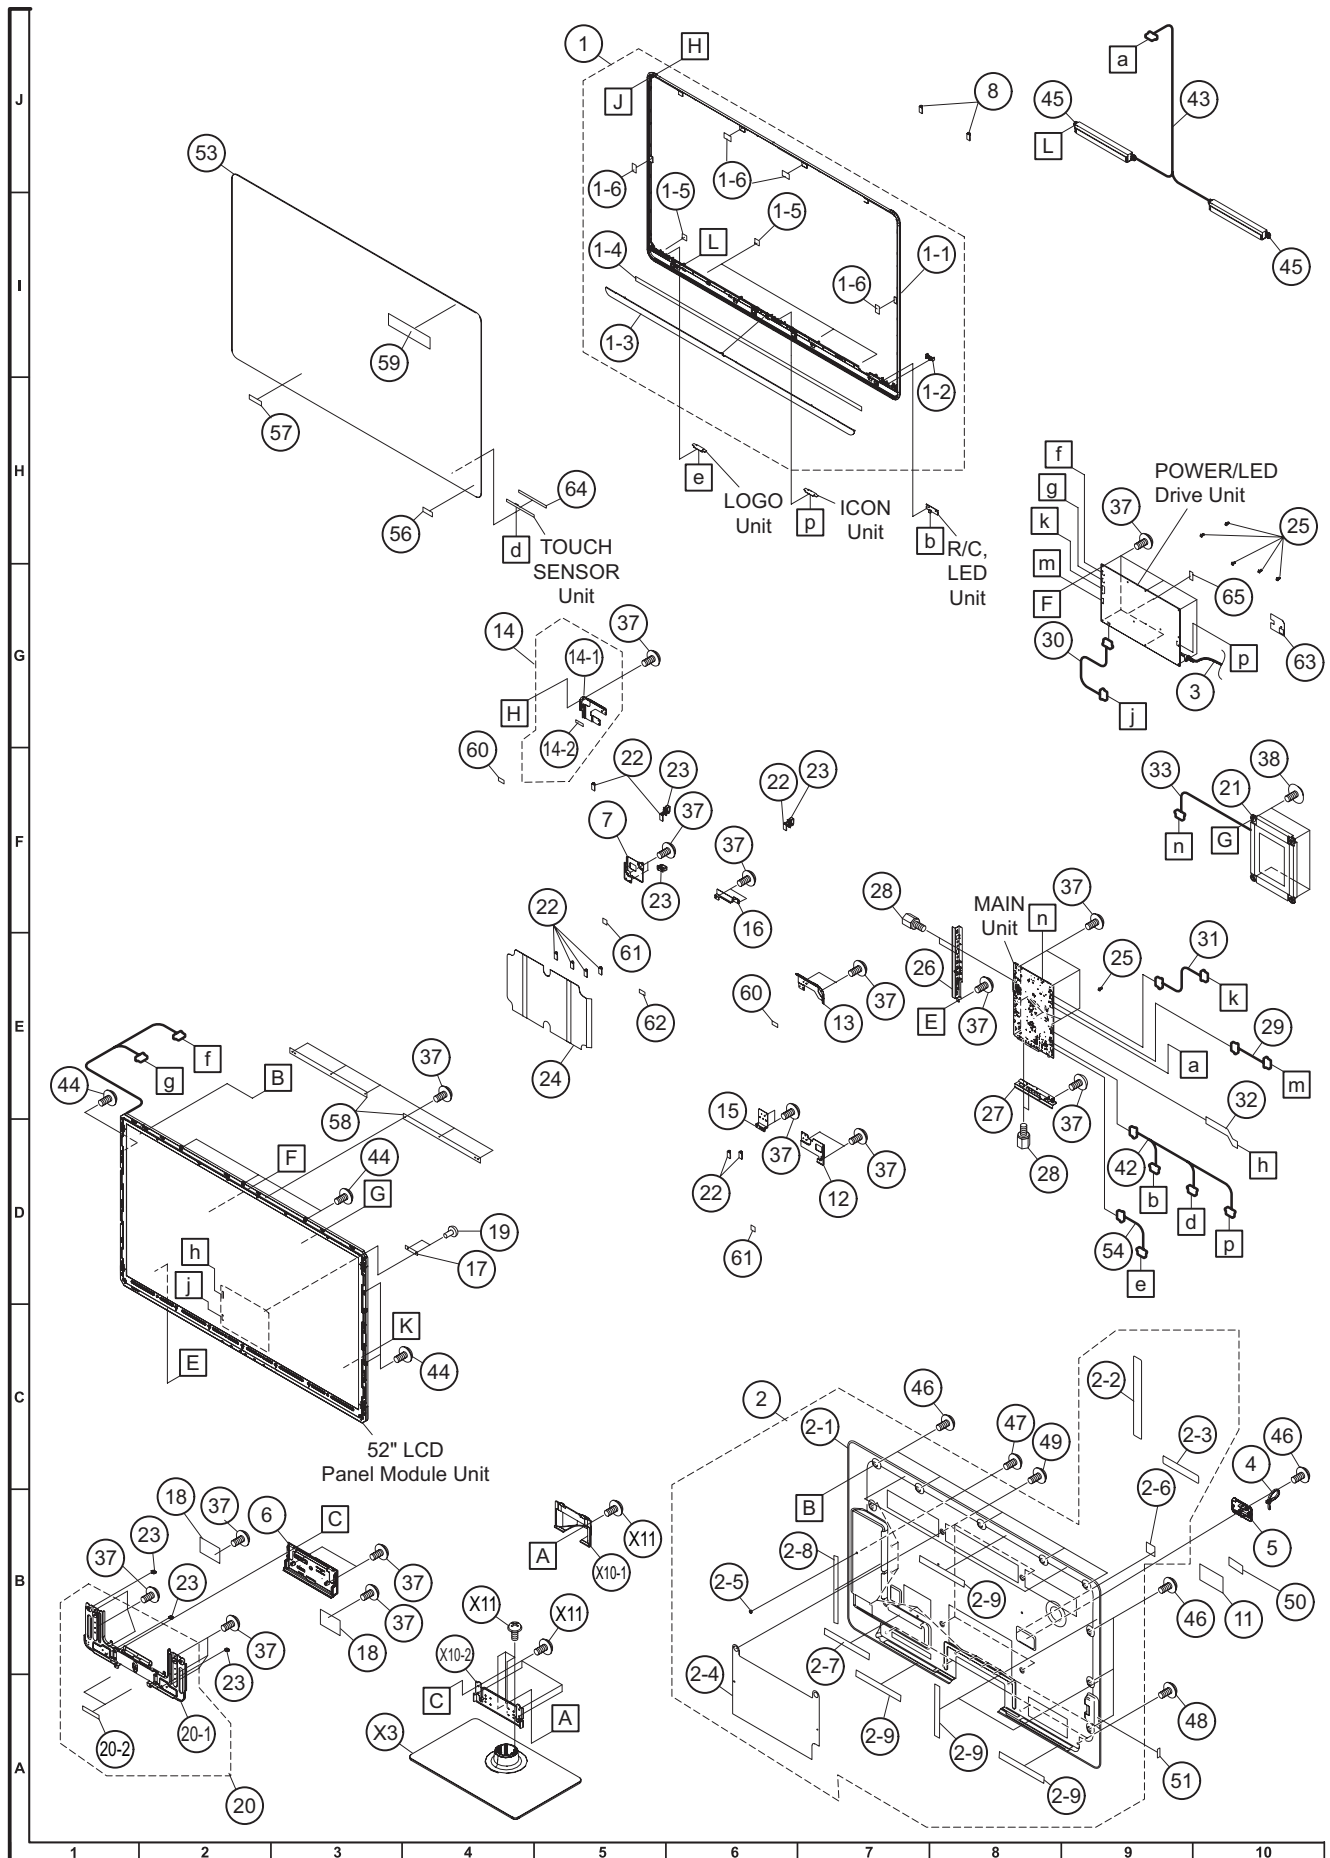 1
H
a
J
8
45
43
J
L
53
1-6
1-6
1-5
1-5
L
1-4
1-1
45
I
1-6
59
1-3
1-2
57
f
H
e
POWER/LED
Drive Unit
64
LOGO
Unit
g
p
ICON
Unit
37
25
56
k
d
TOUCH
SENSOR
Unit
b
R/C,
LED
Unit
m
F
65
14
37
30
14-1
G
63
p
3
H
j
14-2
60
22
23
22
23
33
38
21
7
37
F
37
n
G
28
37
MAIN
Unit
n
23
16
22
61
31
26
25
37
60
k
E
62
13
E
37
29
f
37
24
a
g
B
m
44
58
15
27
32
37
F
44
37
37
42
h
22
12
28
b
G
D
19
d
h
17
61
54
p
j
e
K
E
44
2-2
C
46
2
47
2-1
2-3
46
49
4
52" LCD
Panel Module Unit
2-6
18
37
6
C
B
23
X11
5
37
A
2-8
X10-1
B
23
37
2-5
50
X11
X11
2-9
46
11
37
18
37
X10-2
2-7
23
2-4
C
A
20-1
48
X3
2-9
20-2
2-9
A
51
2-9
20
1 2 3 4 5 6 7 8 9 10